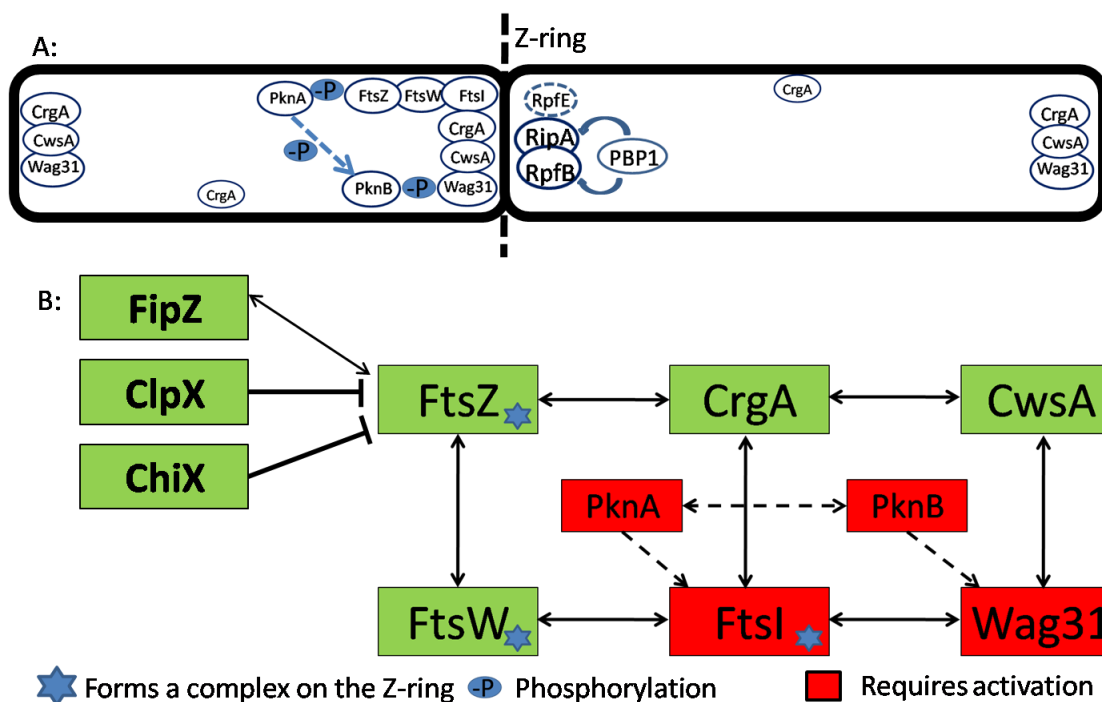 A:
Z-ring
CrgA
CwsA
Wag31
CrgA
PknA
-P
FtsZ
FtsW
FtsI
CrgA
CwsA
Wag31
-P
PknB
-P
RpfE
RipA
RpfB
PBP1
CrgA
CrgA
CwsA
Wag31
B:
FipZ
ClpX
ChiX
FtsZ
CrgA
CwsA
PknA
PknB
FtsW
FtsI
Wag31
Forms a complex on the Z-ring
-P Phosphorylation
Requires activation